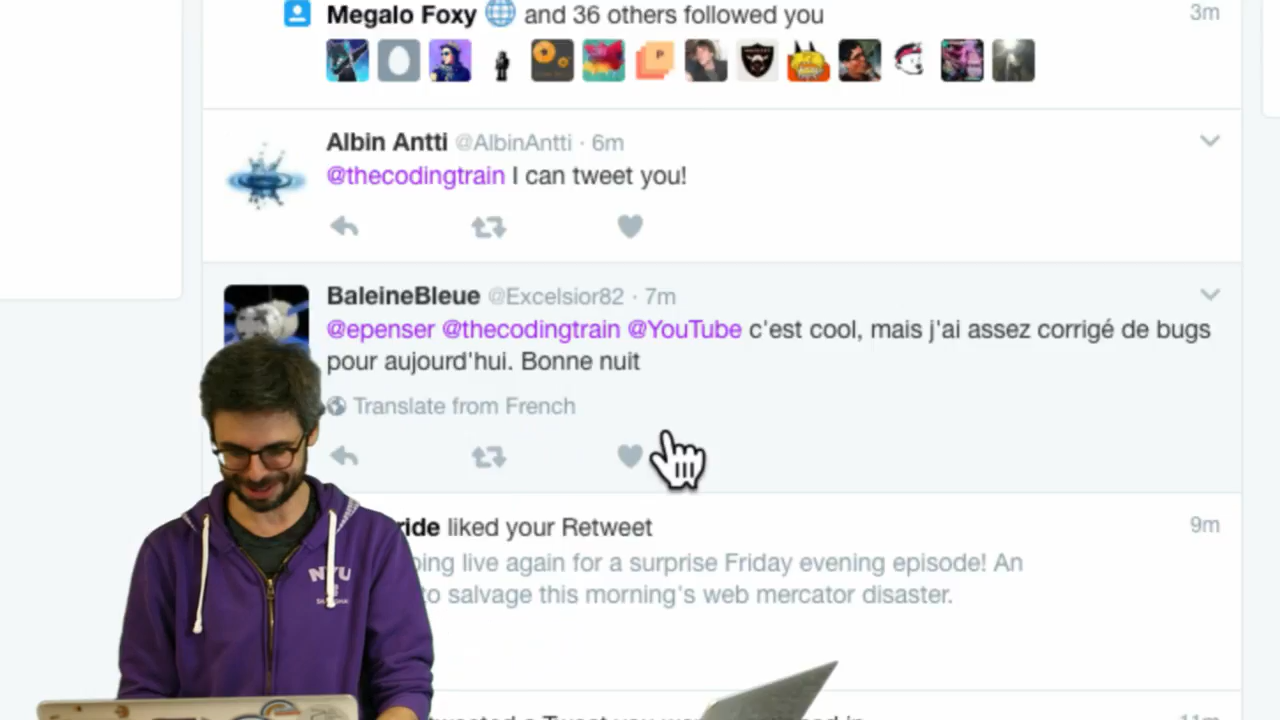 Megalo Foxy and 36 others followed you
3m
Albin Antti @AlbinAntti · 6m
@thecodingtrain I can tweet you!
BaleineBleue @Excelsior82 · 7m
@epenser @thecodingtrain @YouTube c'est cool, mais j'ai assez corrigé de bugs
pour aujourd'hui. Bonne nuit
Translate from French
ride liked your Retweet
9m
oing live again for a surprise Friday evening episode! An
to salvage this morning's web mercator disaster.
NYU